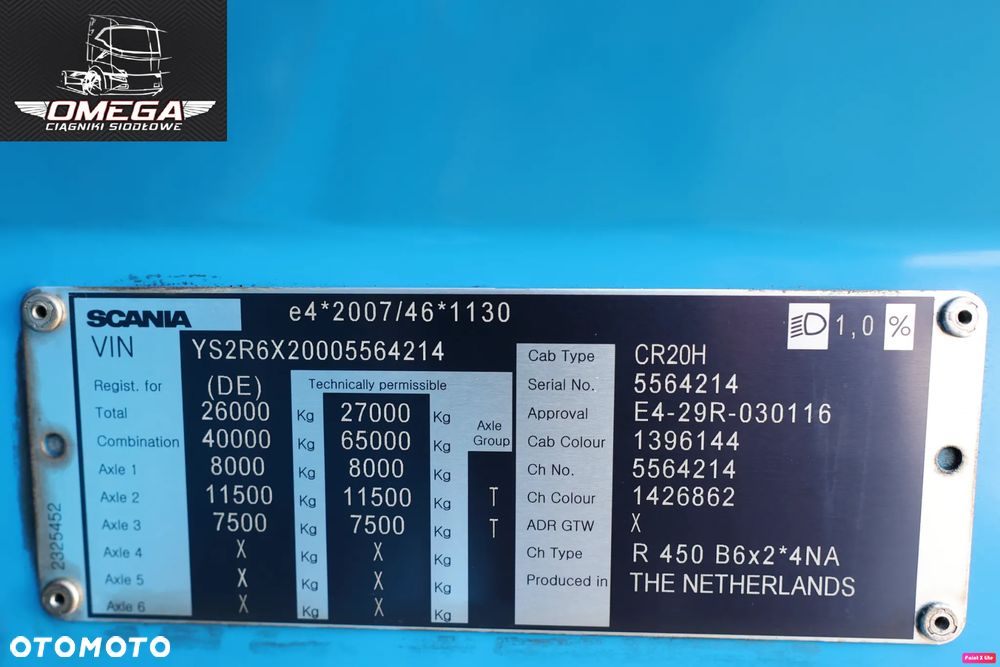 OMEGA
CIĄGNIKI SIODŁOWE
SCANIA e4*2007/46*1130 1,0 %
VIN YS2R6X20005564214
Regist. for (DE) Technically permissible
Total 26000 Kg 27000 Kg
Combination 40000 Kg 65000 Kg Axle Group
Axle 1 8000 Kg 8000 Kg
Axle 2 11500 Kg 11500 Kg T
Axle 3 7500 Kg 7500 Kg T
Axle 4 X Kg X Kg
Axle 5 X Kg X Kg
Axle 6 X Kg X Kg
Cab Type CR20H
Serial No. 5564214
Approval E4-29R-030116
Cab Colour 1396144
Ch No. 5564214
Ch Colour 1426862
ADR GTW X
Ch Type R 450 B6x2*4NA
Produced in THE NETHERLANDS
2325452
OTOMOTO
Paint X lite